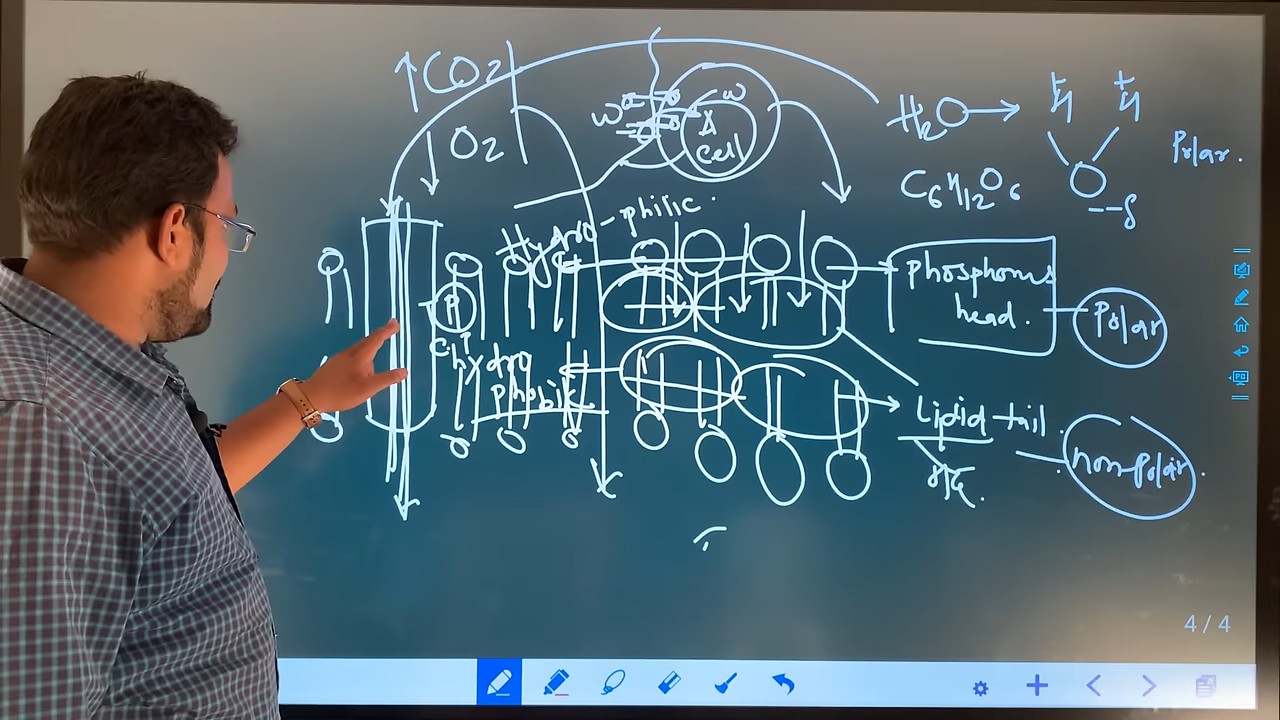 ↑CO2
↓O2
w
w
A
cell
H2O →
H
+
H
O
--δ
Polar.
C6H12O6
Hydro-philic.
phosphorus
head.
Polar
P
hydro
phobic
Lipid tail
non-polar.
4 / 4